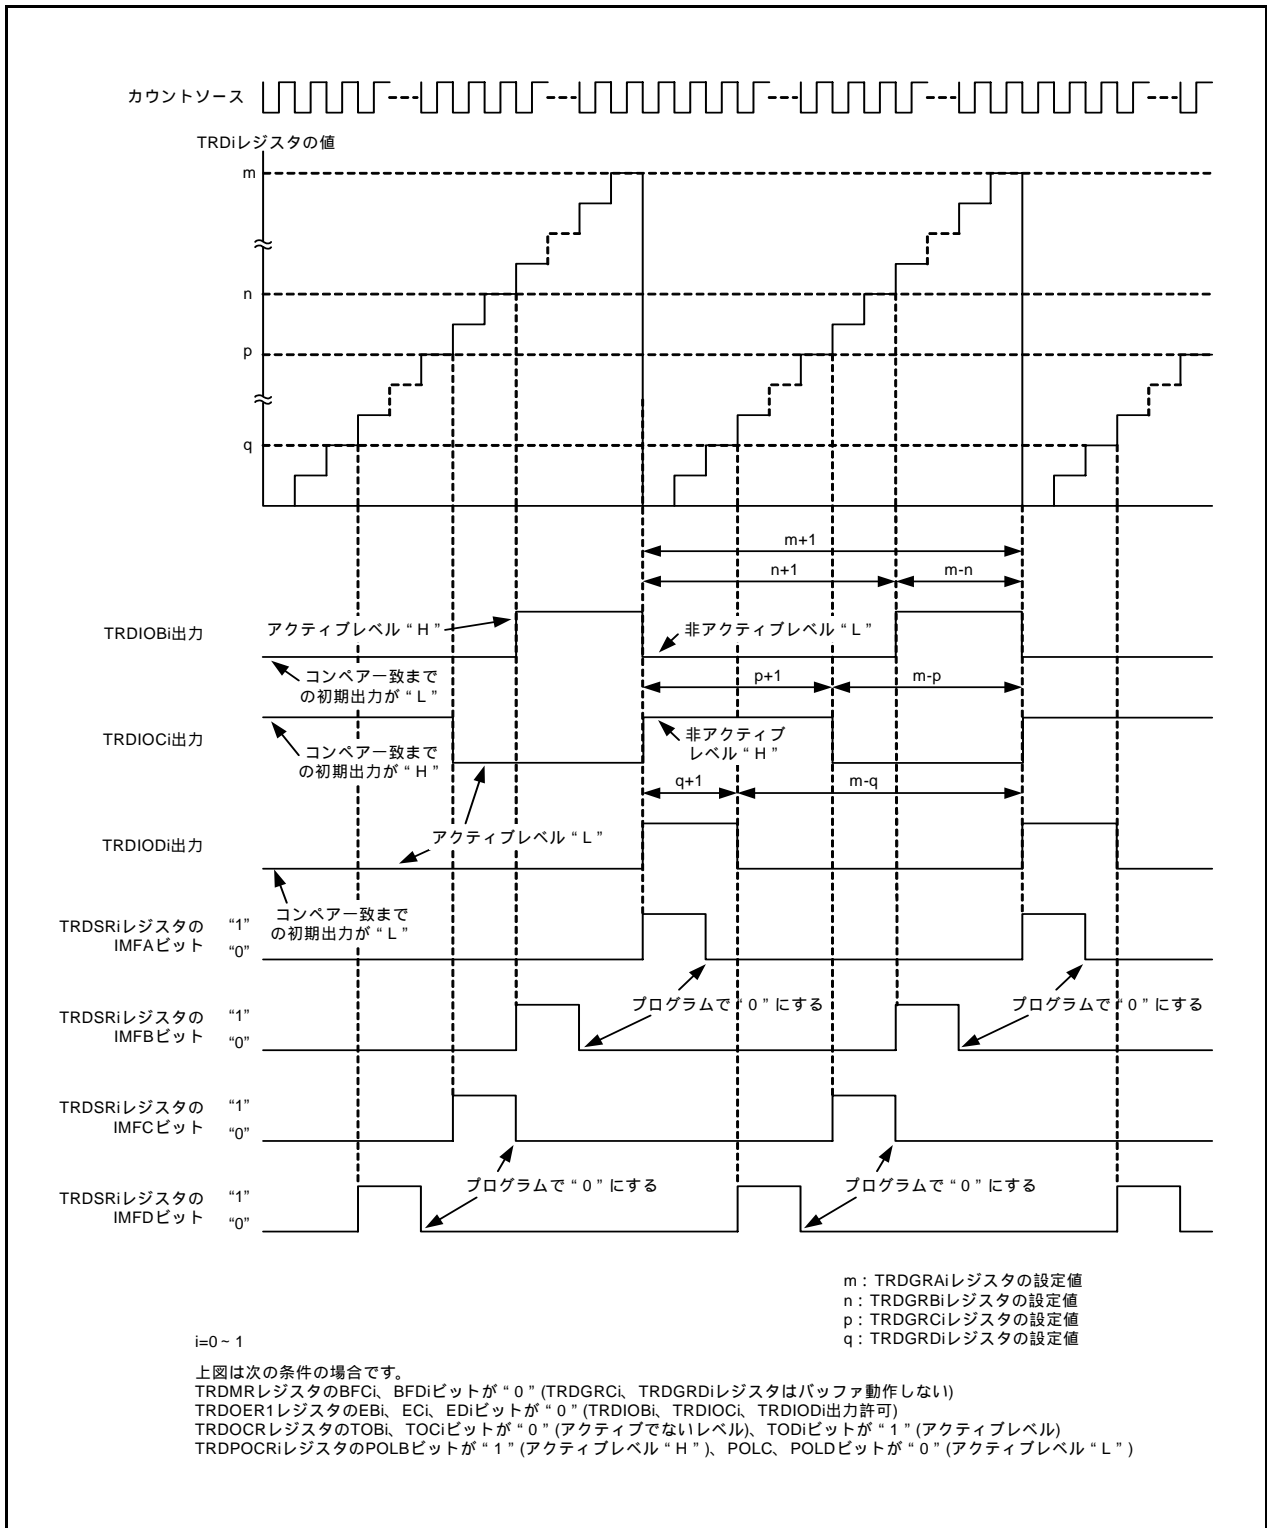 カウントソース
TRDiレジスタの値
m
n
p
q
m+1
n+1
m-n
TRDIOBi出力
アクティブレベル“H”
非アクティブレベル“L”
コンペア一致まで
の初期出力が“L”
p+1
m-p
TRDIOCi出力
コンペア一致まで
の初期出力が“H”
非アクティブ
レベル“H”
q+1
m-q
アクティブレベル“L”
TRDIODi出力
コンペア一致まで
の初期出力が“L”
TRDSRiレジスタの
IMFAビット
“1”
“0”
プログラムで“0”にする
プログラムで“0”にする
TRDSRiレジスタの
IMFBビット
“1”
“0”
TRDSRiレジスタの
IMFCビット
“1”
“0”
プログラムで“0”にする
プログラムで“0”にする
TRDSRiレジスタの
IMFDビット
“1”
“0”
m：TRDGRAiレジスタの設定値
n：TRDGRBiレジスタの設定値
p：TRDGRCiレジスタの設定値
q：TRDGRDiレジスタの設定値
i=0～1
上図は次の条件の場合です。
TRDMRレジスタのBFCi、BFDiビットが“0”(TRDGRCi、TRDGRDiレジスタはバッファ動作しない)
TRDOER1レジスタのEBi、ECi、EDiビットが“0”(TRDIOBi、TRDIOCi、TRDIODi出力許可)
TRDOCRレジスタのTOBi、TOCiビットが“0”(アクティブでないレベル)、TODiビットが“1”(アクティブレベル)
TRDPOCRiレジスタのPOLBビットが“1”(アクティブレベル“H”)、POLC、POLDビットが“0”(アクティブレベル“L”)